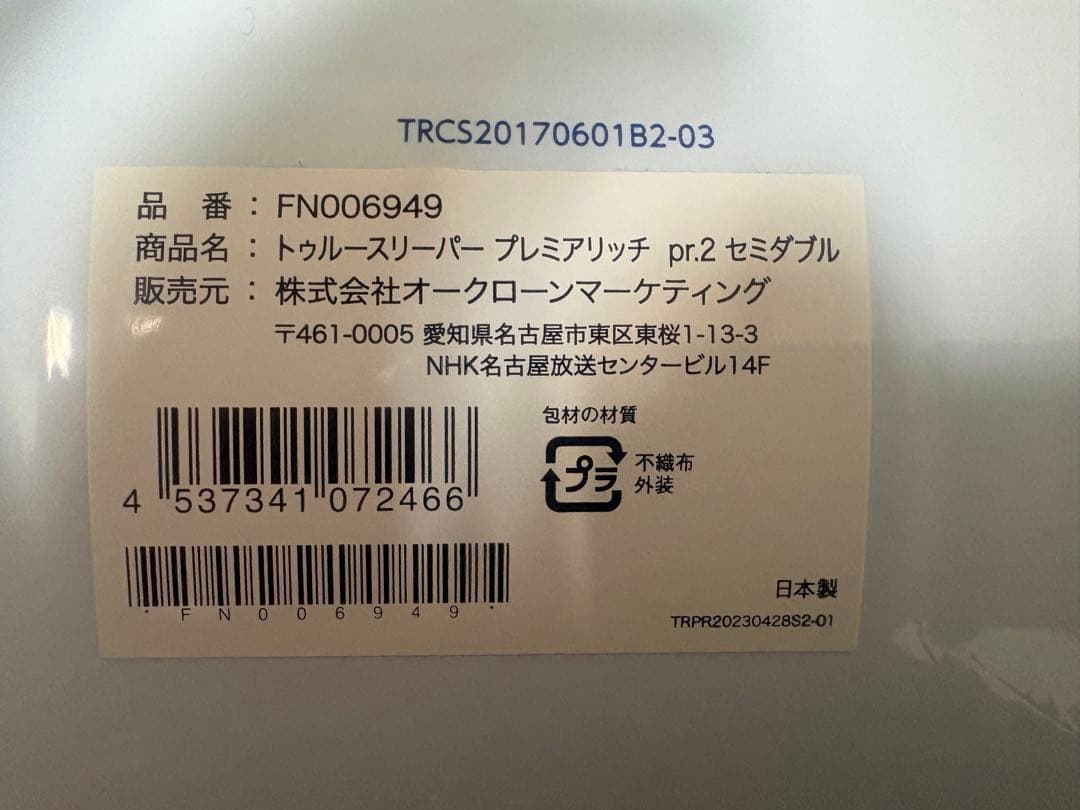 TRCS20170601B2-03
品　番：FN006949
商品名：トゥルースリーパー プレミアリッチ pr.2 セミダブル
販売元：株式会社オークローンマーケティング
〒461-0005 愛知県名古屋市東区東桜1-13-3
NHK名古屋放送センタービル14F
包材の材質
プラ
不織布
外装
4 537341 072466
*FN006949*
日本製
TRPR20230428S2-01